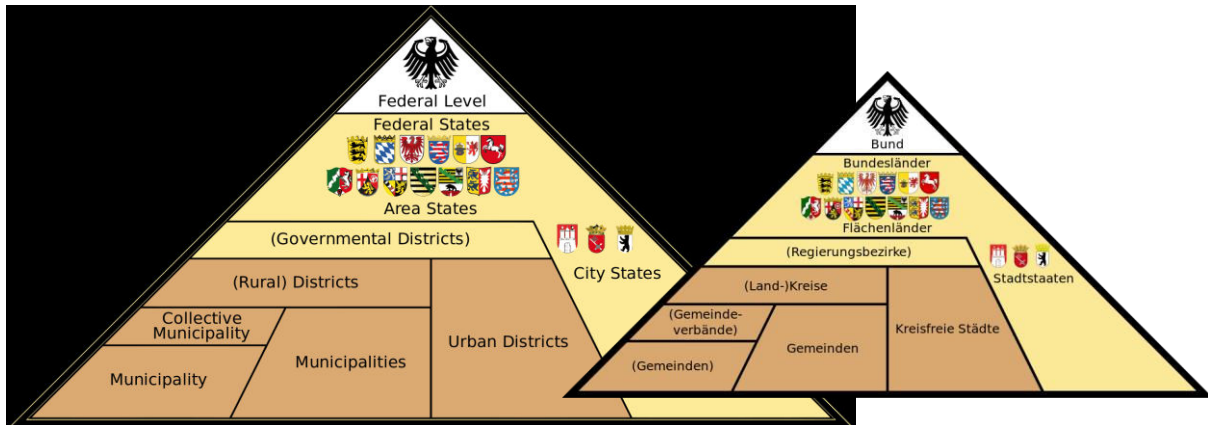 Federal Level
Federal States
Area States
(Governmental Districts)
City States
(Rural) Districts
Collective
Municipality
Urban Districts
Municipalities
Municipality
Bund
Bundesländer
Flächenländer
(Regierungsbezirke)
Stadtstaaten
(Land-)Kreise
(Gemeinde-
verbände)
Kreisfreie Städte
Gemeinden
(Gemeinden)